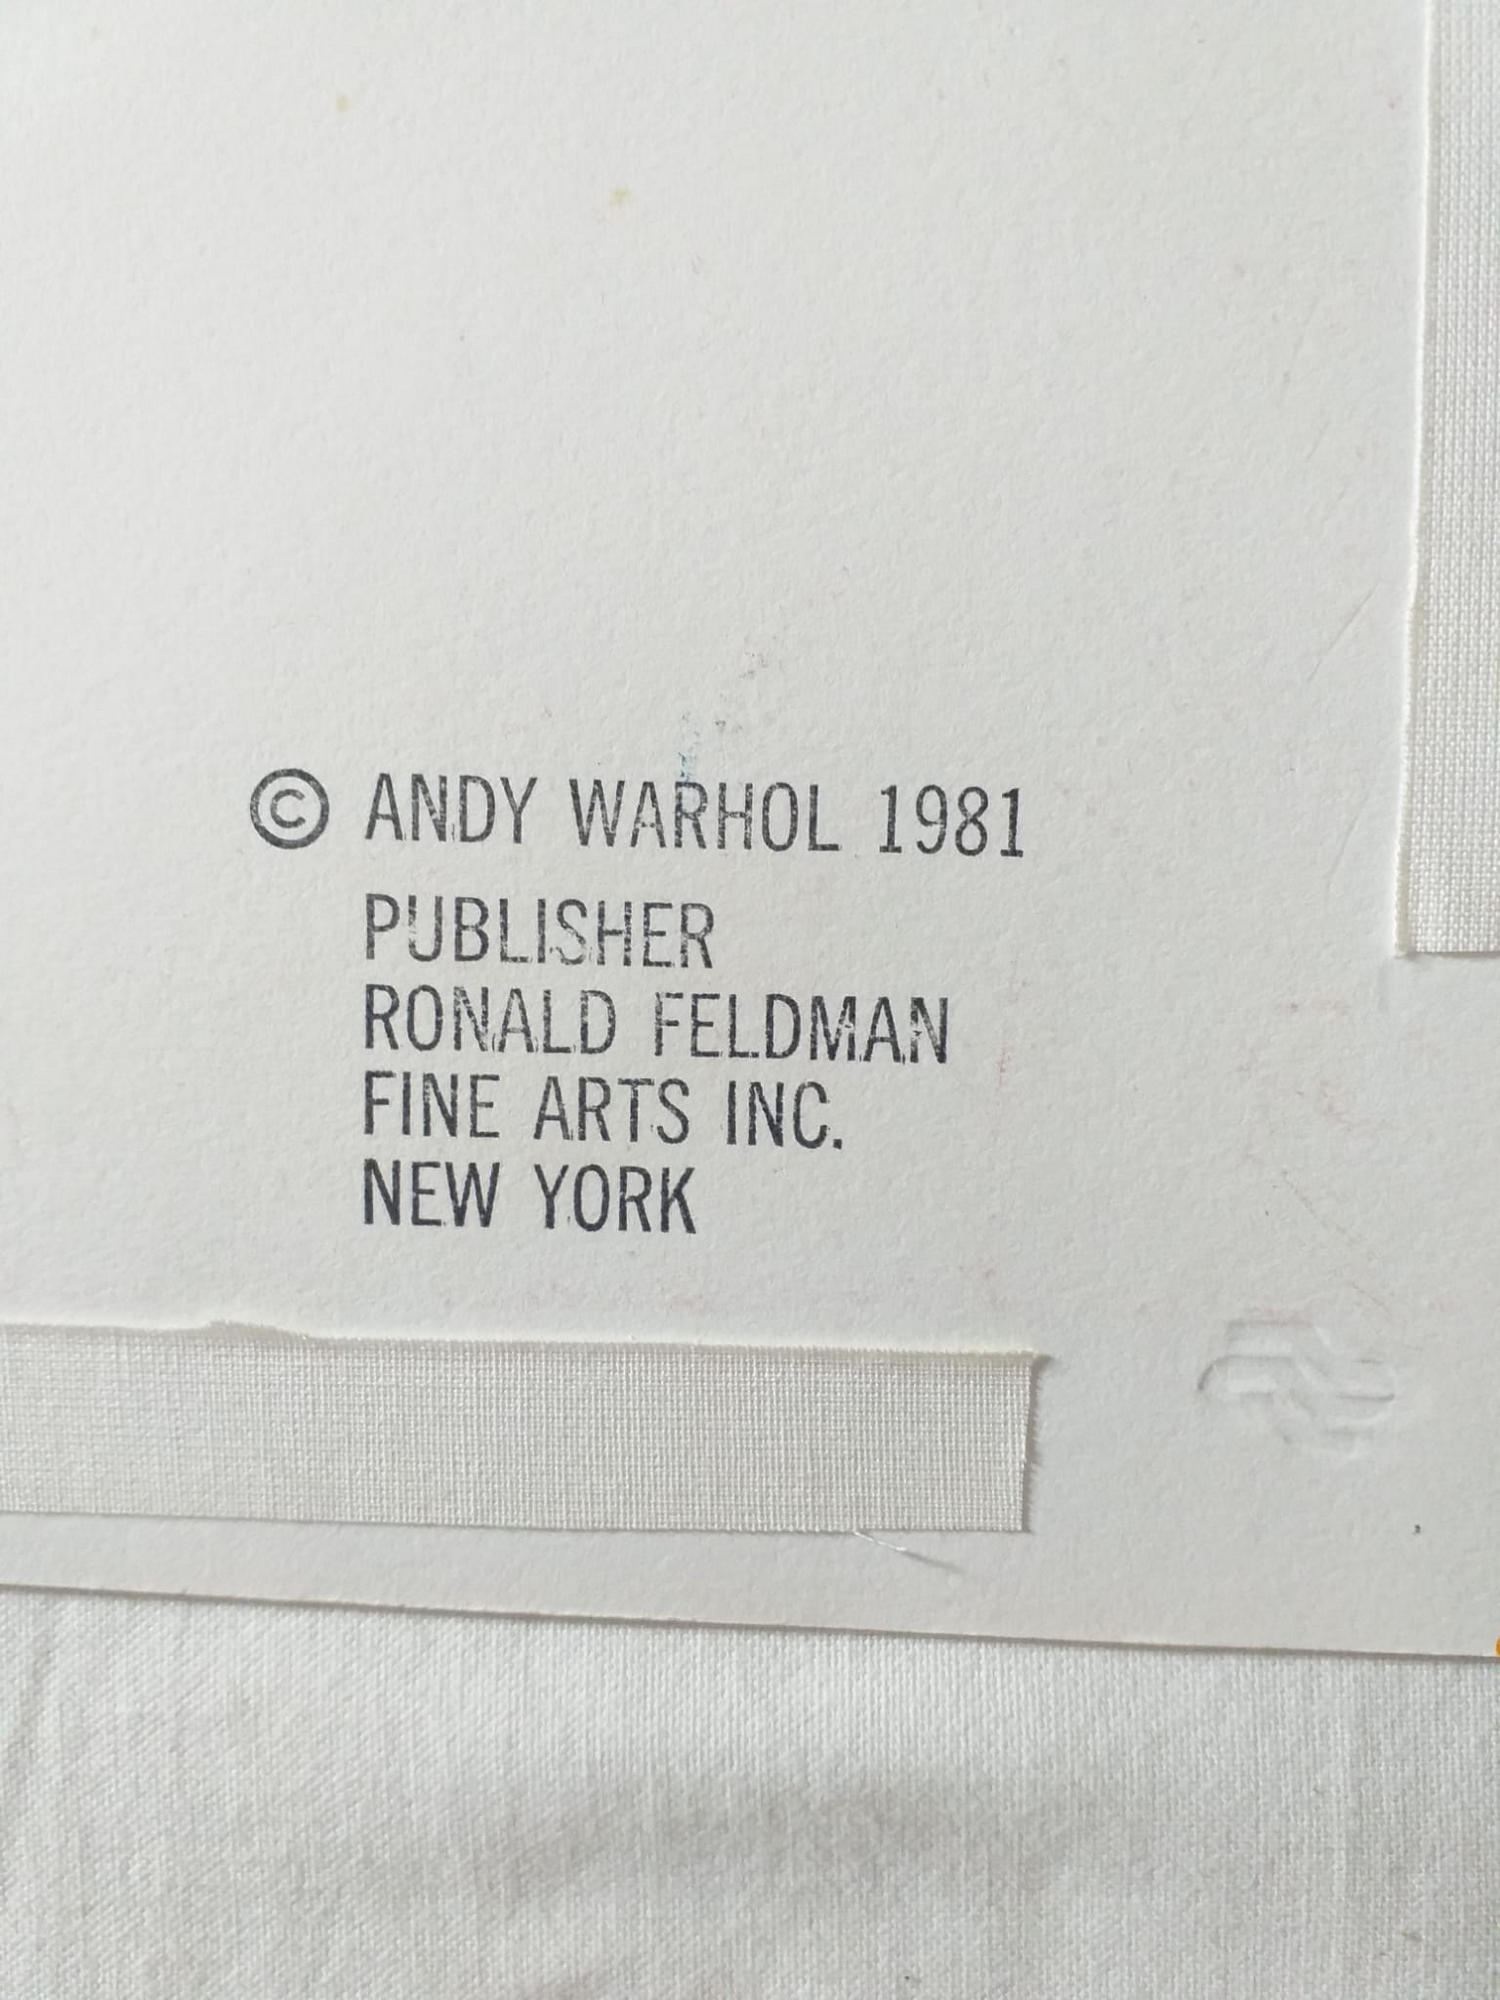 © ANDY WARHOL 1981
PUBLISHER
RONALD FELDMAN
FINE ARTS INC.
NEW YORK